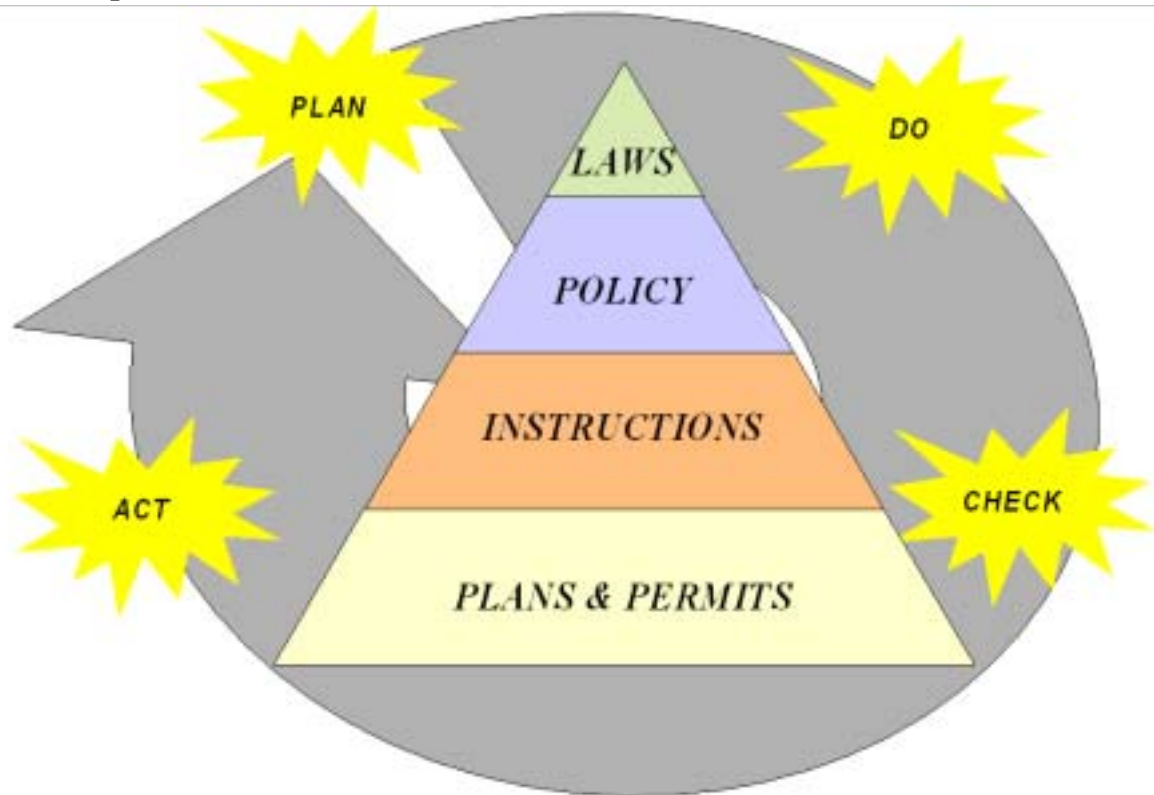 PLAN
DO
LAWS
POLICY
INSTRUCTIONS
ACT
CHECK
PLANS & PERMITS